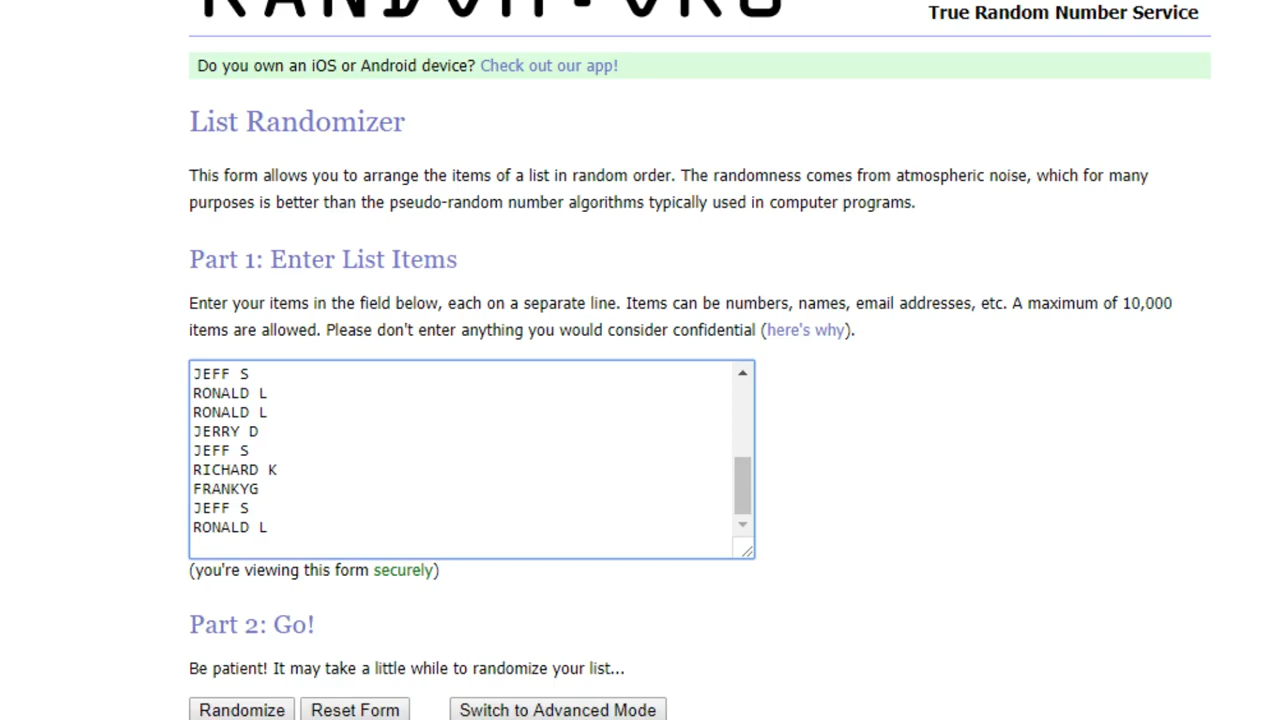 RANDOM.ORG
True Random Number Service
Do you own an iOS or Android device? Check out our app!
List Randomizer
This form allows you to arrange the items of a list in random order. The randomness comes from atmospheric noise, which for many
purposes is better than the pseudo-random number algorithms typically used in computer programs.
Part 1: Enter List Items
Enter your items in the field below, each on a separate line. Items can be numbers, names, email addresses, etc. A maximum of 10,000
items are allowed. Please don't enter anything you would consider confidential (here's why).
JEFF S
RONALD L
RONALD L
JERRY D
JEFF S
RICHARD K
FRANKYG
JEFF S
RONALD L
(you're viewing this form securely)
Part 2: Go!
Be patient! It may take a little while to randomize your list...
Randomize Reset Form Switch to Advanced Mode